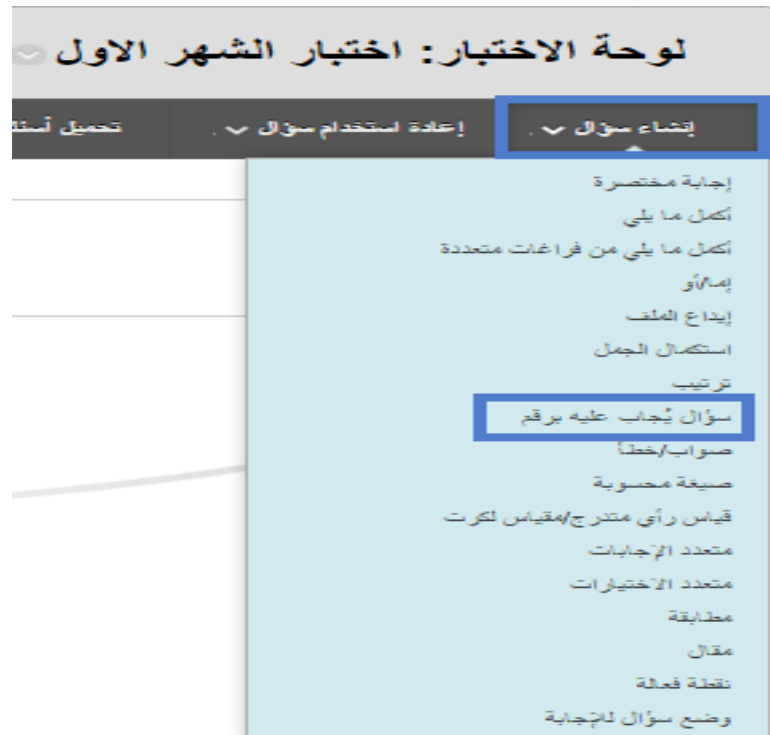 لوحة الاختبار: اختبار الشهر الاول
إنشاء سؤال
إعادة استخدام سؤال
تحميل أسئلة
إجابة مختصرة
أكمل ما يلي
أكمل ما يلي من فراغات متعددة
إما/أو
إيداع الملف
استكمال الجمل
ترتيب
سؤال يُجاب عليه برقم
صواب/خطأ
صيغة محسوبة
قياس رأي متدرج/مقياس لكرت
متعدد الإجابات
متعدد الاختيارات
مطابقة
مقال
نقطة فعالة
وضع سؤال للإجابة